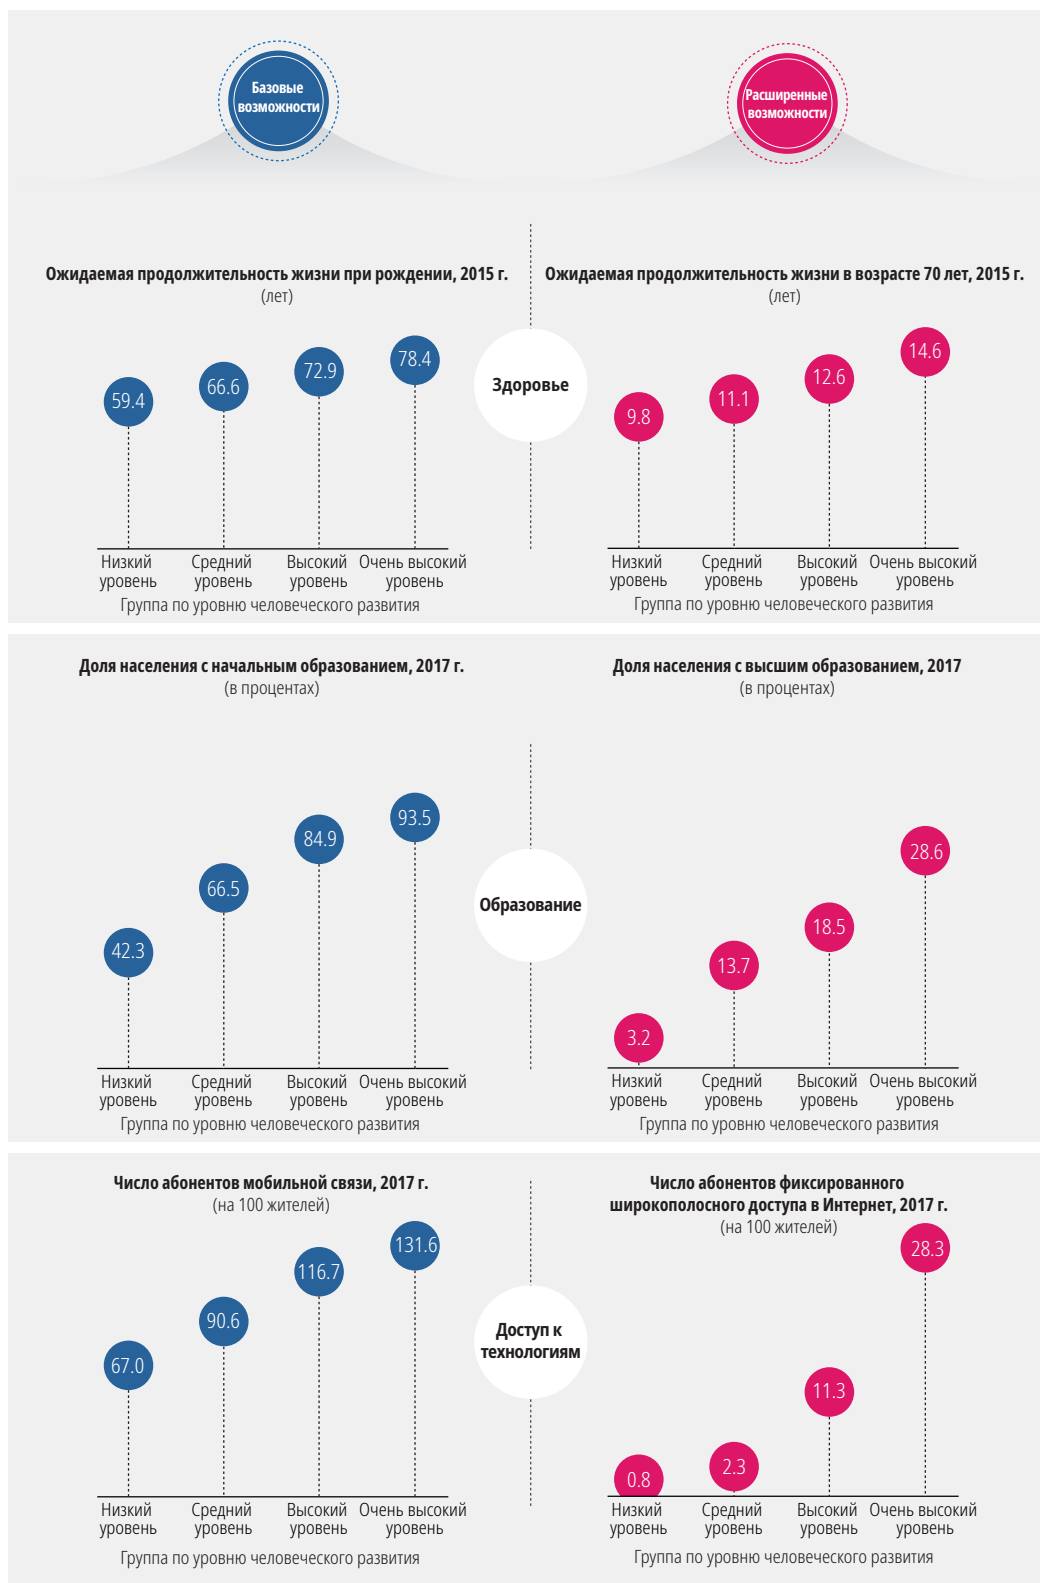 Базовые
возможности
Расширенные
возможности
Ожидаемая продолжительность жизни при рождении, 2015 г.
(лет)
59.4
66.6
72.9
78.4
Низкий
уровень
Средний
уровень
Высокий
уровень
Очень высокий
уровень
Группа по уровню человеческого развития
Здоровье
Ожидаемая продолжительность жизни в возрасте 70 лет, 2015 г.
(лет)
9.8
11.1
12.6
14.6
Низкий
уровень
Средний
уровень
Высокий
уровень
Очень высокий
уровень
Группа по уровню человеческого развития
Доля населения с начальным образованием, 2017 г.
(в процентах)
42.3
66.5
84.9
93.5
Низкий
уровень
Средний
уровень
Высокий
уровень
Очень высокий
уровень
Группа по уровню человеческого развития
Образование
Доля населения с высшим образованием, 2017
(в процентах)
3.2
13.7
18.5
28.6
Низкий
уровень
Средний
уровень
Высокий
уровень
Очень высокий
уровень
Группа по уровню человеческого развития
Число абонентов мобильной связи, 2017 г.
(на 100 жителей)
67.0
90.6
116.7
131.6
Низкий
уровень
Средний
уровень
Высокий
уровень
Очень высокий
уровень
Группа по уровню человеческого развития
Доступ к
технологиям
Число абонентов фиксированного
широкополосного доступа в Интернет, 2017 г.
(на 100 жителей)
0.8
2.3
11.3
28.3
Низкий
уровень
Средний
уровень
Высокий
уровень
Очень высокий
уровень
Группа по уровню человеческого развития